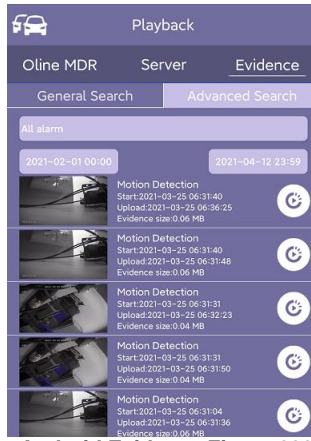 Playback
Oline MDR Server Evidence
General Search Advanced Search
All alarm
2021-02-01 00:00 2021-04-12 23:59
Motion Detection
Start:2021-03-25 06:31:40
Upload:2021-03-25 06:36:25
Evidence size:0.06 MB
Motion Detection
Start:2021-03-25 06:31:40
Upload:2021-03-25 06:31:48
Evidence size:0.06 MB
Motion Detection
Start:2021-03-25 06:31:31
Upload:2021-03-25 06:32:23
Evidence size:0.04 MB
Motion Detection
Start:2021-03-25 06:31:31
Upload:2021-03-25 06:31:50
Evidence size:0.04 MB
Motion Detection
Start:2021-03-25 06:31:04
Upload:2021-03-25 06:31:36
Evidence size:0.06 MB